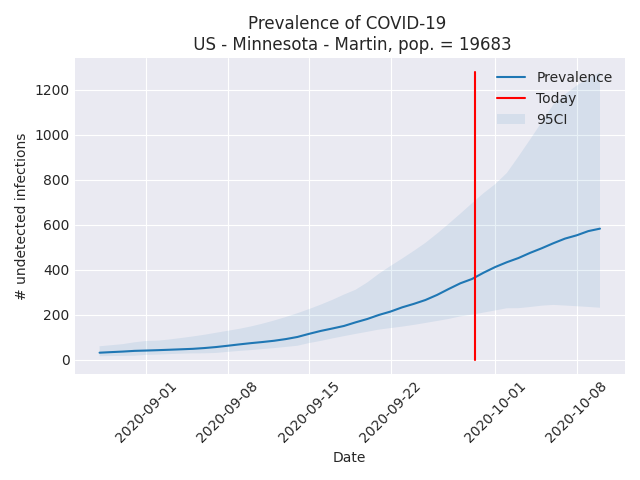 Prevalence of COVID-19
US - Minnesota - Martin, pop. = 19683
Prevalence
Today
95CI
# undetected infections
1200
1000
800
600
400
200
0
2020-09-01
2020-09-08
2020-09-15
2020-09-22
2020-10-01
2020-10-08
Date